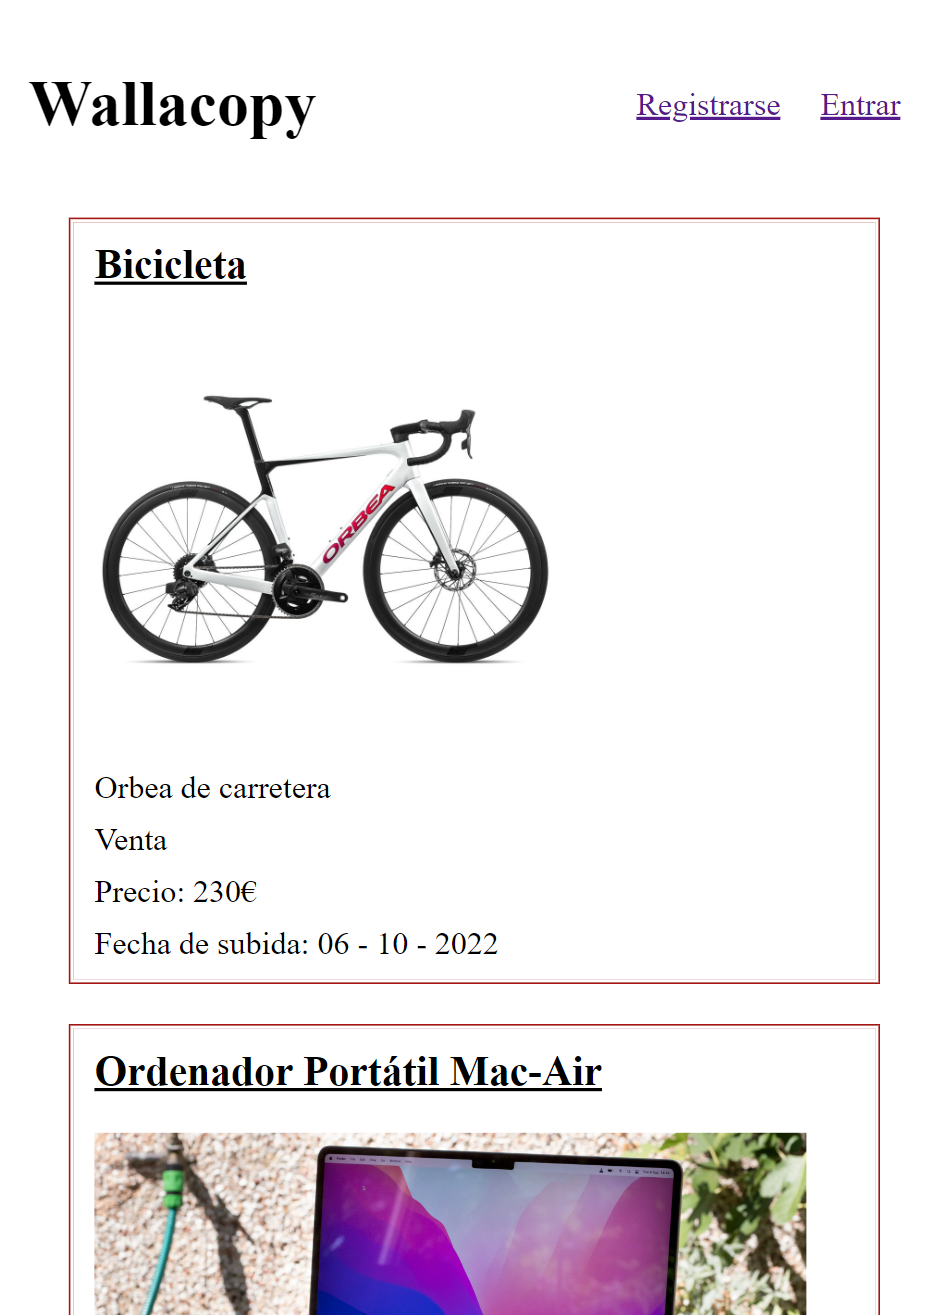 Wallacopy
Registrarse Entrar
Bicicleta
ORBEA
Orbea de carretera
Venta
Precio: 230€
Fecha de subida: 06 - 10 - 2022
Ordenador Portátil Mac-Air